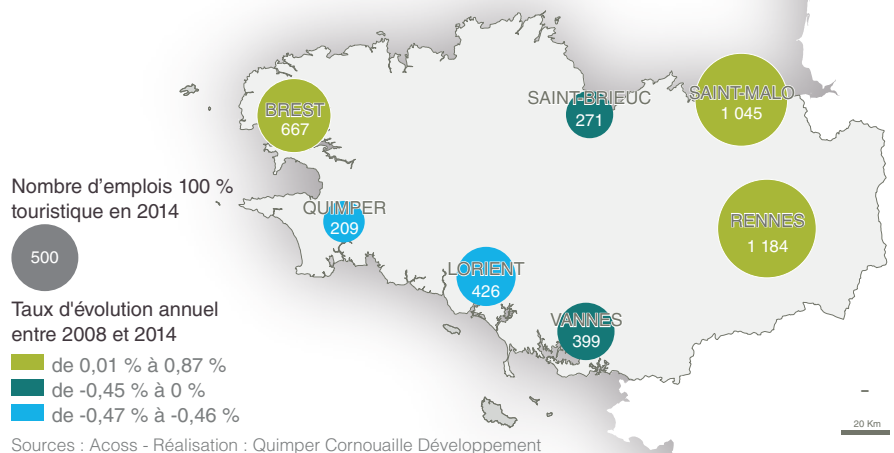 SAINT-BRIEUC
271
SAINT-MALO
1 045
BREST
667
Nombre d’emplois 100 %
touristique en 2014
500
QUIMPER
209
RENNES
1 184
LORIENT
426
VANNES
399
Taux d'évolution annuel
entre 2008 et 2014
de 0,01 % à 0,87 %
de -0,45 % à 0 %
de -0,47 % à -0,46 %
20 Km
Sources : Acoss - Réalisation : Quimper Cornouaille Développement